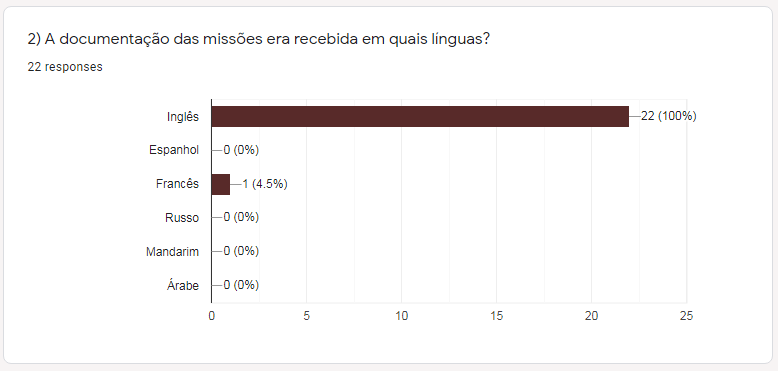 2) A documentação das missões era recebida em quais línguas?
22 responses
Inglês 22 (100%)
Espanhol 0 (0%)
Francês 1 (4.5%)
Russo 0 (0%)
Mandarim 0 (0%)
Árabe 0 (0%)
0 5 10 15 20 25